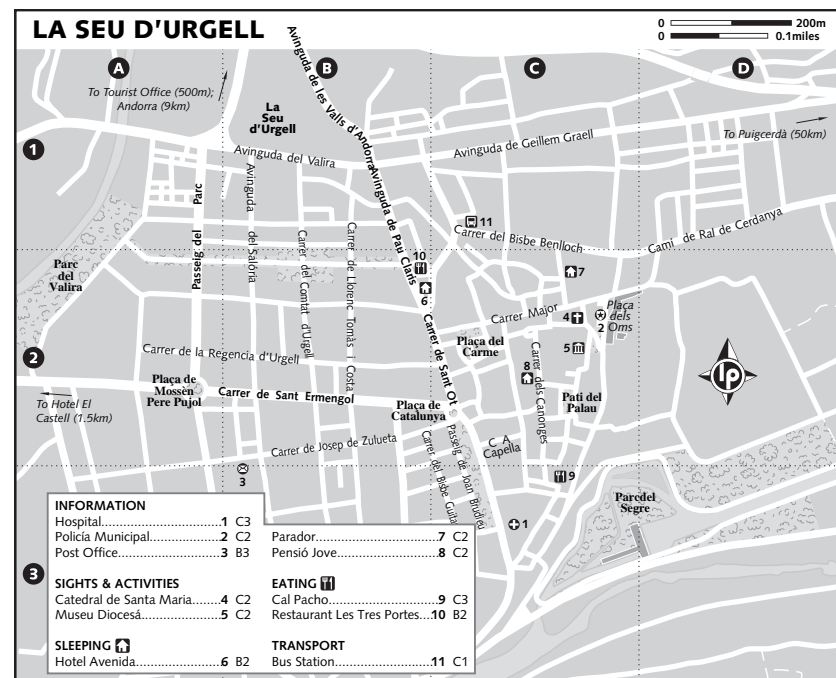 LA SEU D'URGELL
0 200m
0 0.1miles
A
B
C
D
1
2
3
To Tourist Office (500m);
Andorra (9km)
La
Seu
d'Urgell
Avinguda de les Valls d'Andorra
Avinguda de Geillem Graell
To Puigcerdà (50km)
Avinguda del Valira
Avinguda de Pau Claris
Passeig del Parc
Avinguda del Salória
11
Carrer del Bisbe Benlloch
Camí de Ral de Cerdanya
Parc
del
Valira
Carrer del Comtat d'Urgell
Carrer de Llorenc Tomàs i Costa
10
6
7
Carrer Major
4
Plaça
dels
Oms
2
5
Plaça del
Carme
Carrer de Sant Ot
8
Carrer dels Canonges
Carrer de la Regencia d'Urgell
Plaça de
Mossèn
Pere Pujol
Carrer de Sant Ermengol
Plaça de
Catalunya
Pati del
Palau
lp
To Hotel El
Castell (1.5km)
Carrer de Josep de Zulueta
Carrer del Bisbe Guitar
Passeig de Joan Brudieu
C A
Capella
3
9
Parcdel
Segre
1
INFORMATION
Hospital........................1 C3
Policía Municipal...............2 C2
Post Office.....................3 B3
SIGHTS & ACTIVITIES
Catedral de Santa Maria........4 C2
Museu Diocesá...................5 C2
SLEEPING
Hotel Avenida...................6 B2
Parador.........................7 C2
Pensió Jove.....................8 C2
EATING
Cal Pacho.......................9 C3
Restaurant Les Tres Portes...10 B2
TRANSPORT
Bus Station.....................11 C1